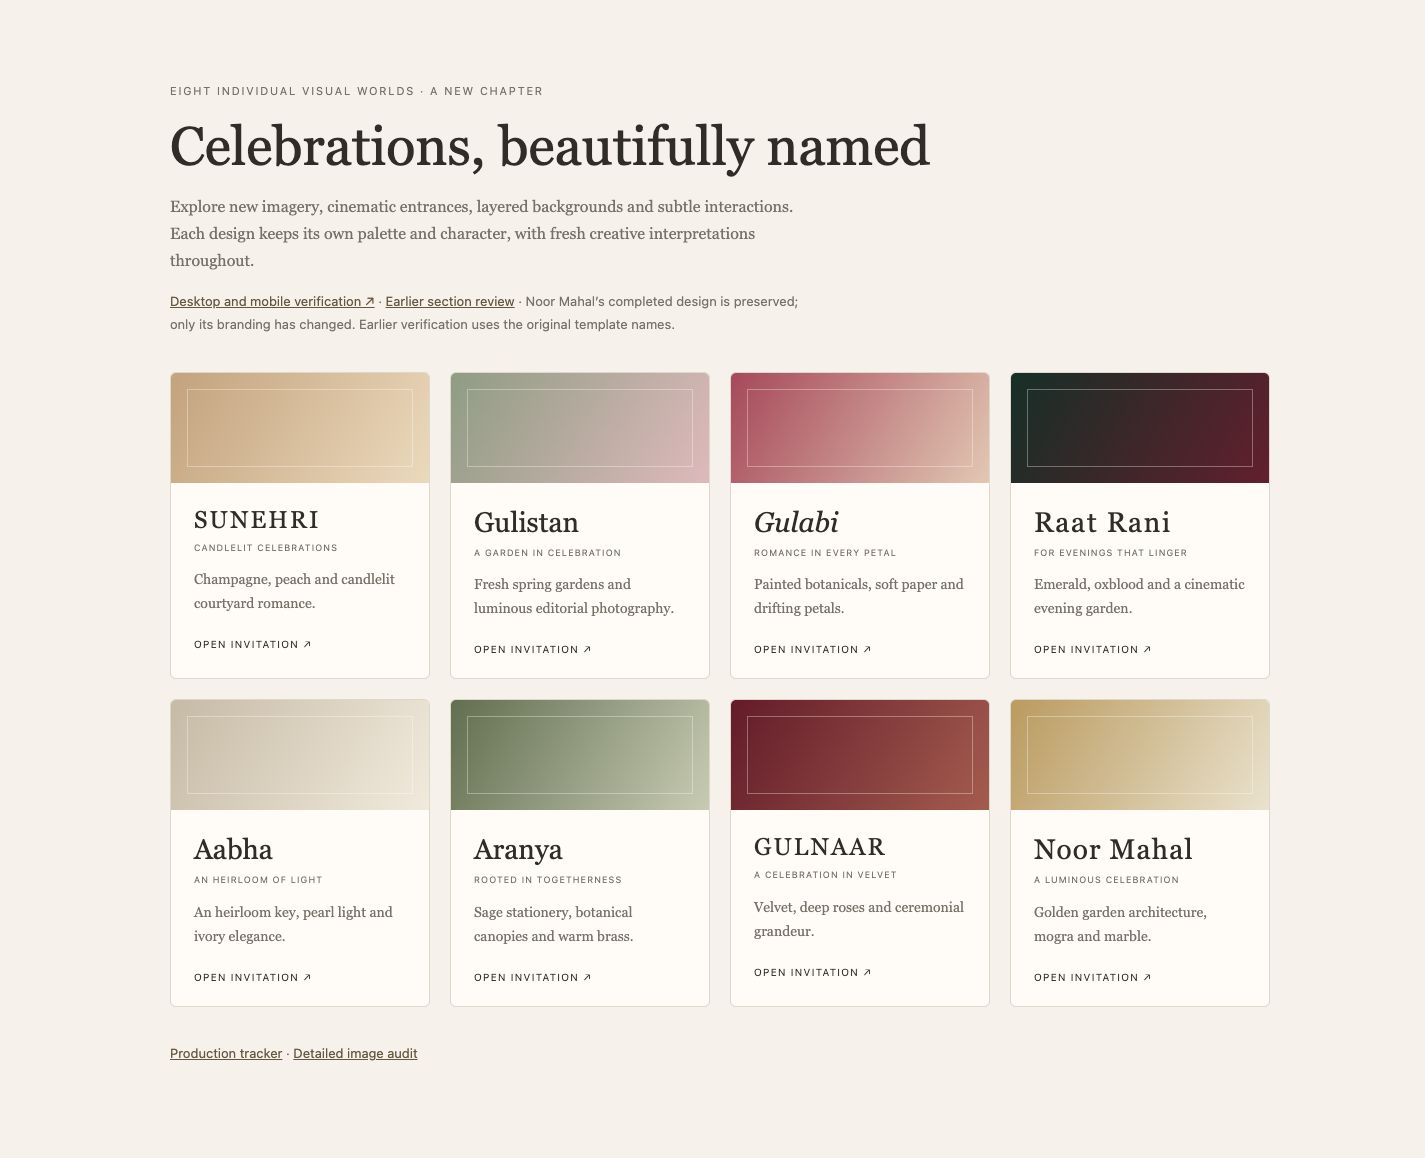 EIGHT INDIVIDUAL VISUAL WORLDS · A NEW CHAPTER
Celebrations, beautifully named
Explore new imagery, cinematic entrances, layered backgrounds and subtle interactions.
Each design keeps its own palette and character, with fresh creative interpretations
throughout.
Desktop and mobile verification ↗ · Earlier section review · Noor Mahal’s completed design is preserved;
only its branding has changed. Earlier verification uses the original template names.
SUNEHRI
CANDLELIT CELEBRATIONS
Champagne, peach and candlelit
courtyard romance.
OPEN INVITATION ↗
Gulistan
A GARDEN IN CELEBRATION
Fresh spring gardens and
luminous editorial photography.
OPEN INVITATION ↗
Gulabi
ROMANCE IN EVERY PETAL
Painted botanicals, soft paper and
drifting petals.
OPEN INVITATION ↗
Raat Rani
FOR EVENINGS THAT LINGER
Emerald, oxblood and a cinematic
evening garden.
OPEN INVITATION ↗
Aabha
AN HEIRLOOM OF LIGHT
An heirloom key, pearl light and
ivory elegance.
OPEN INVITATION ↗
Aranya
ROOTED IN TOGETHERNESS
Sage stationery, botanical
canopies and warm brass.
OPEN INVITATION ↗
GULNAAR
A CELEBRATION IN VELVET
Velvet, deep roses and ceremonial
grandeur.
OPEN INVITATION ↗
Noor Mahal
A LUMINOUS CELEBRATION
Golden garden architecture,
mogra and marble.
OPEN INVITATION ↗
Production tracker · Detailed image audit